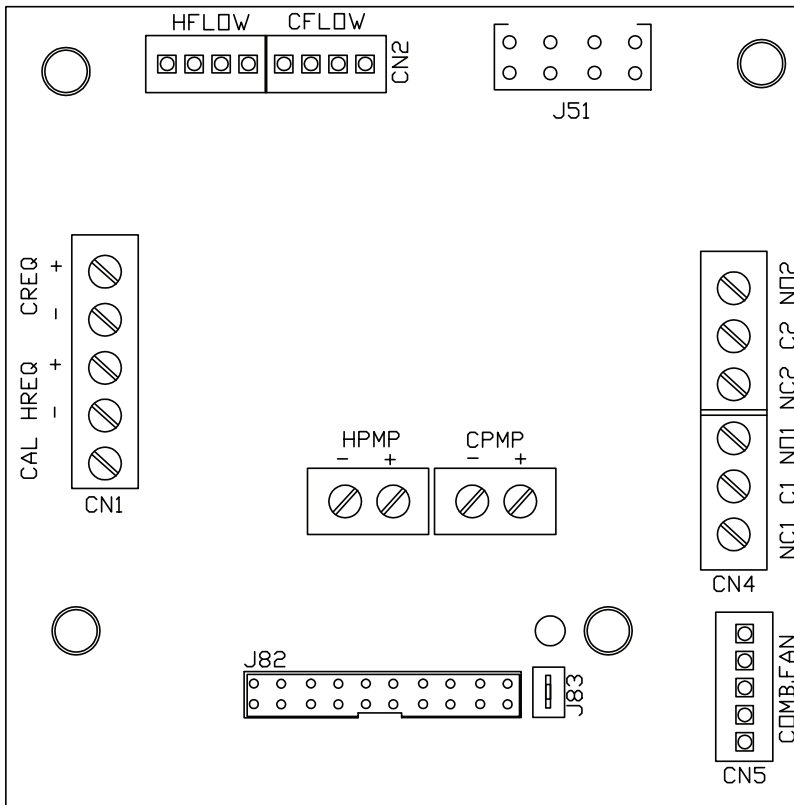 HFLOW CFLOW
CN2
J51
CREQ + -
HREQ + -
CAL
CN1
HPMP CPMP
- + - +
NO2
C2
NC2
NO1
C1
NC1
CN4
J82
J83
COMB.FAN
CN5